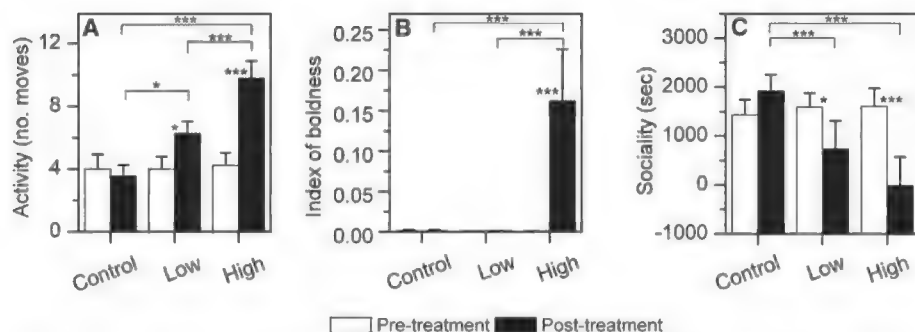 A
Activity (no. moves)
12
8
4
0
***
***
*
*
***
Control
Low
High
B
Index of boldness
0.25
0.20
0.15
0.10
0.05
0.00
***
***
***
Control
Low
High
C
Sociality (sec)
3000
2000
1000
0
-1000
***
***
*
***
Control
Low
High
Pre-treatment
Post-treatment